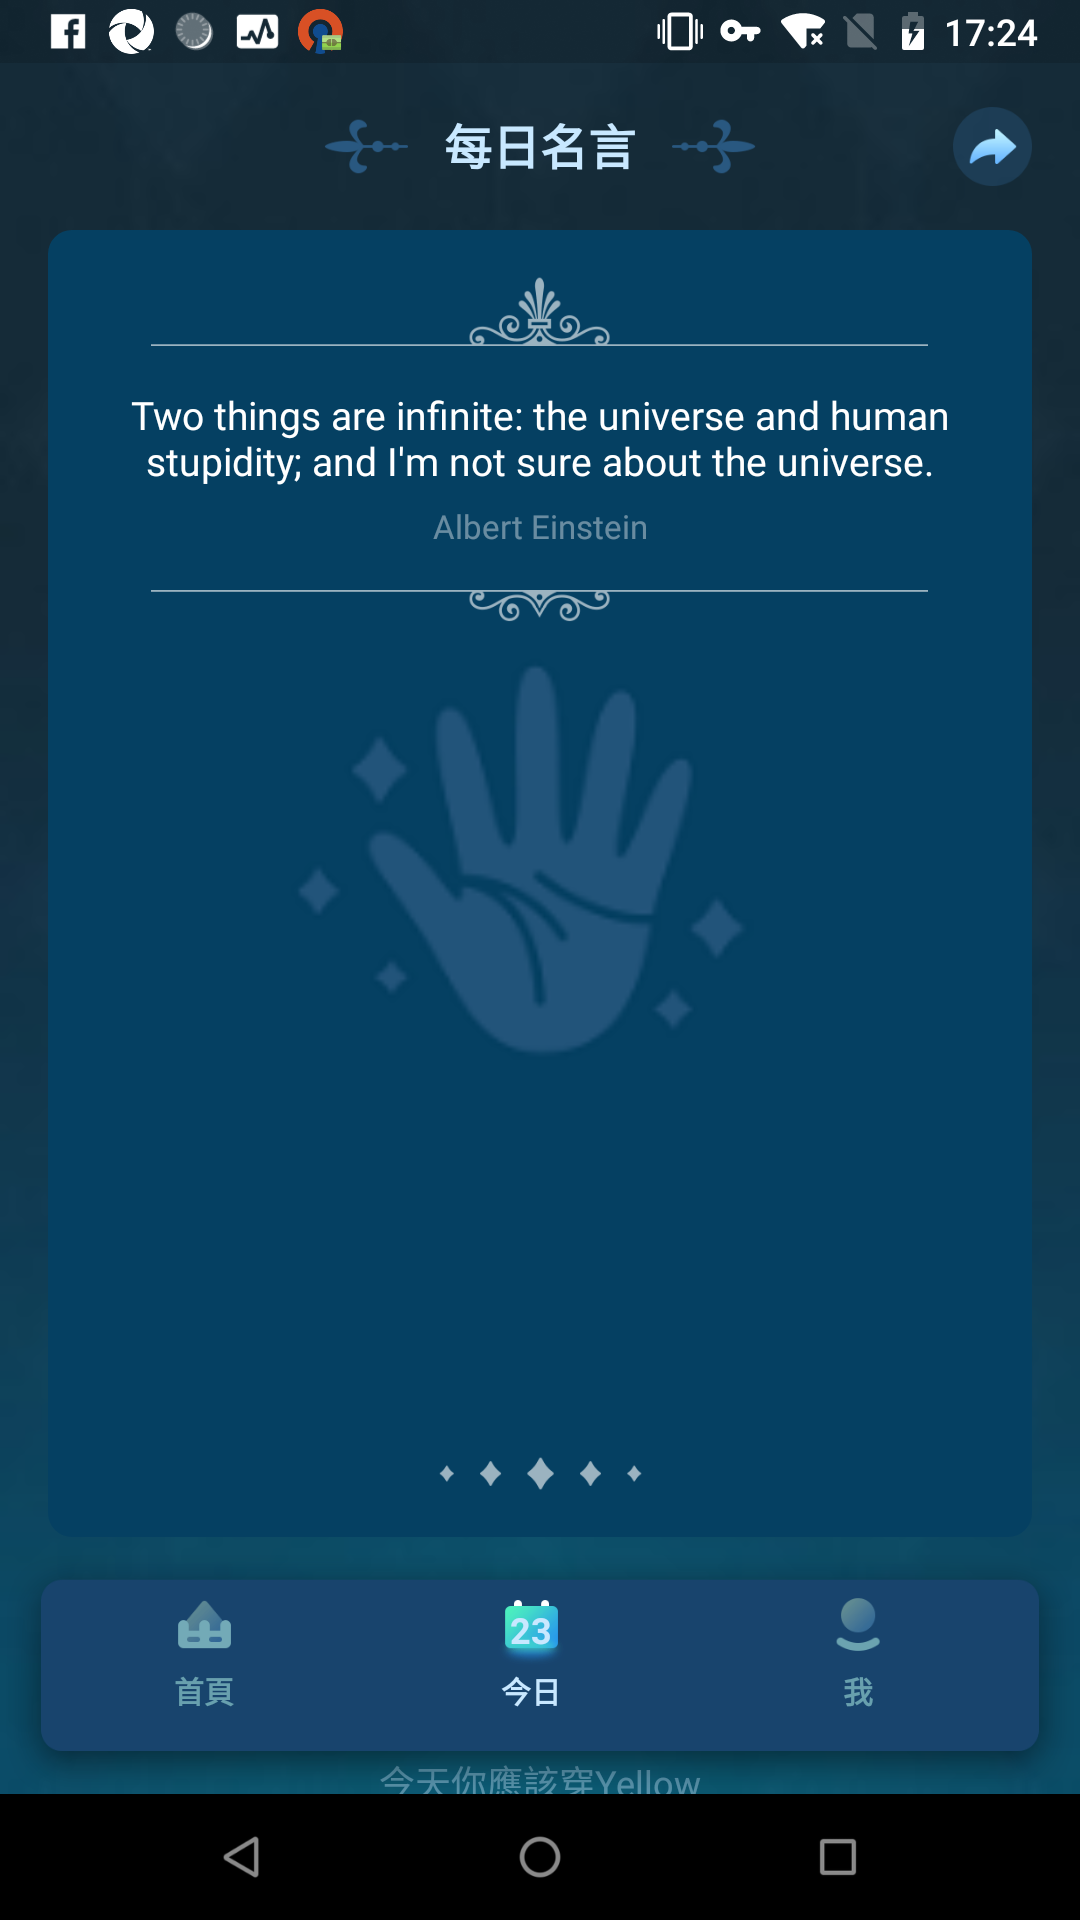 17:24
每日名言
Two things are infinite: the universe and human
stupidity; and I'm not sure about the universe.
Albert Einstein
23
首頁
今日
我
今天你應該穿Yellow